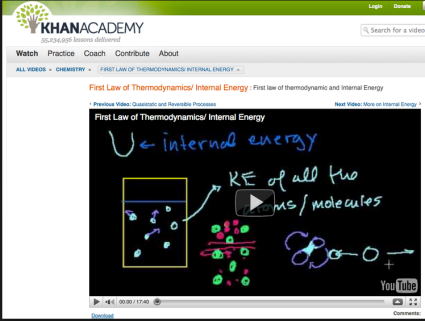 Login Donate
KHANACADEMY
55,234,956 lessons delivered
Search for a video
Watch Practice Coach Contribute About
ALL VIDEOS CHEMISTRY FIRST LAW OF THERMODYNAMICS/ INTERNAL ENERGY
First Law of Thermodynamics/ Internal Energy : First law of thermodynamic and Internal Energy
Previous Video: Quasistatic and Reversible Processes Next Video: More on Internal Energy
First Law of Thermodynamics/ Internal Energy
U ← internal energy
KE of all the
atoms/molecules
YouTube
00:00 / 17:40
Download Comments: